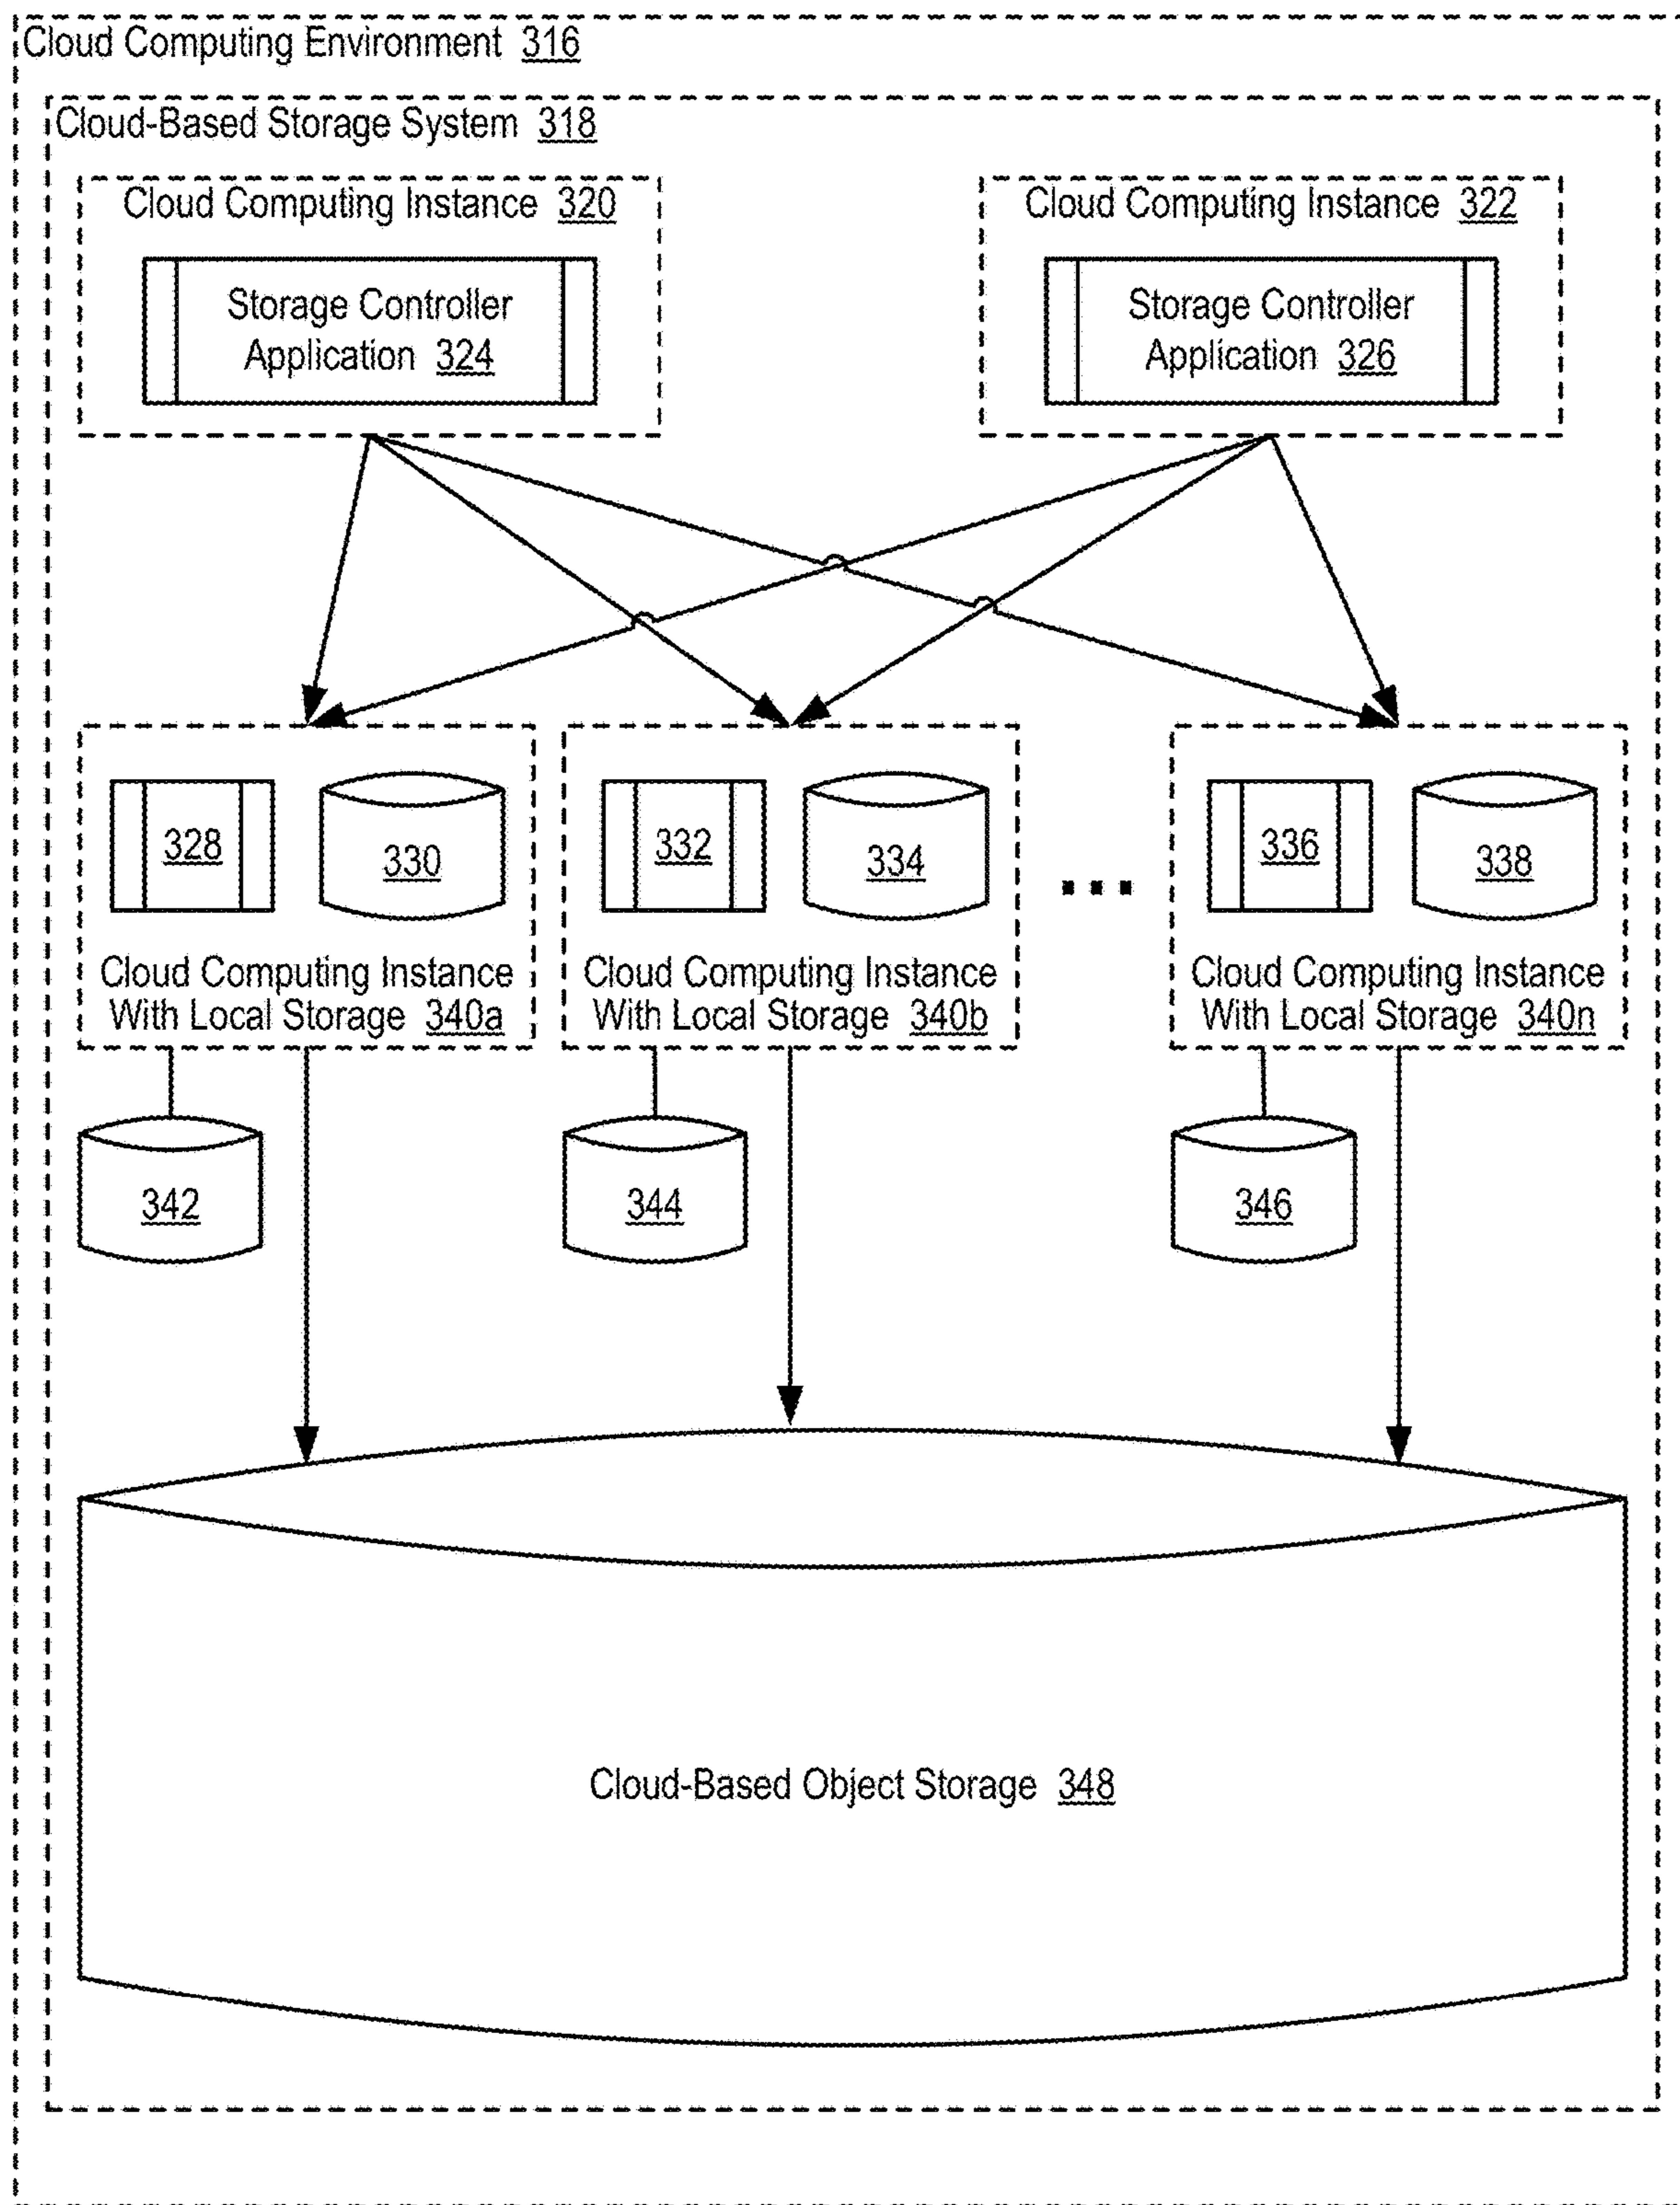 Cloud Computing Environment 316
Cloud-Based Storage System 318
Cloud Computing Instance 320
Storage Controller
Application 324
Cloud Computing Instance 322
Storage Controller
Application 326
328
330
Cloud Computing Instance
With Local Storage 340a
332
334
Cloud Computing Instance
With Local Storage 340b
...
336
338
Cloud Computing Instance
With Local Storage 340n
342
344
346
Cloud-Based Object Storage 348